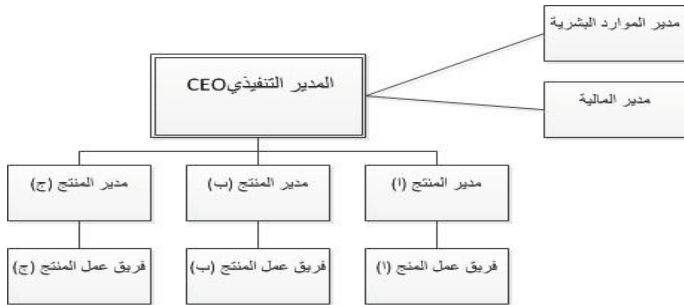 مدير الموارد البشرية
المدير التنفيذيCEO
مدير المالية
مدير المنتج (ا)
مدير المنتج (ب)
مدير المنتج (ج)
فريق عمل المنج (ا)
فريق عمل المنتج (ب)
فريق عمل المنتج (ج)